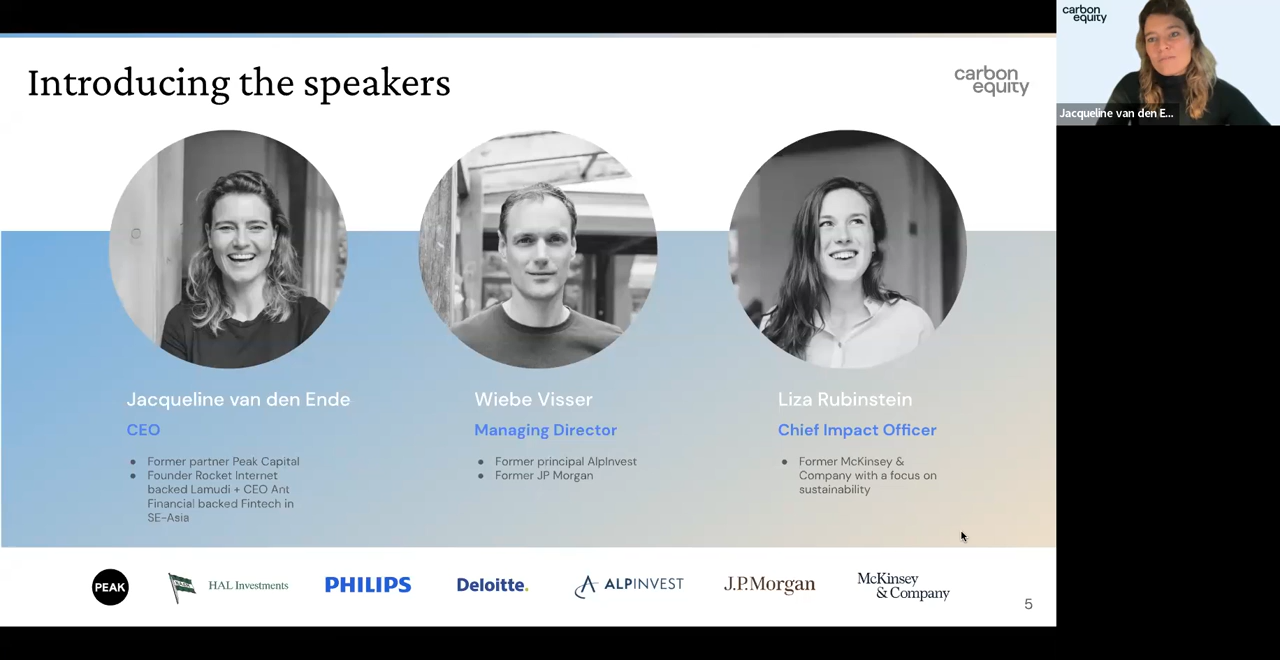 Introducing the speakers
carbon
equity
carbon
equity
Jacqueline van den E...
Jacqueline van den Ende
CEO
● Former partner Peak Capital
● Founder Rocket Internet
backed Lamudi + CEO Ant
Financial backed Fintech in
SE-Asia
Wiebe Visser
Managing Director
● Former principal AlpInvest
● Former JP Morgan
Liza Rubinstein
Chief Impact Officer
● Former McKinsey &
Company with a focus on
sustainability
PEAK
HAL Investments
PHILIPS
Deloitte.
ALPINVEST
J.P.Morgan
McKinsey
& Company
5